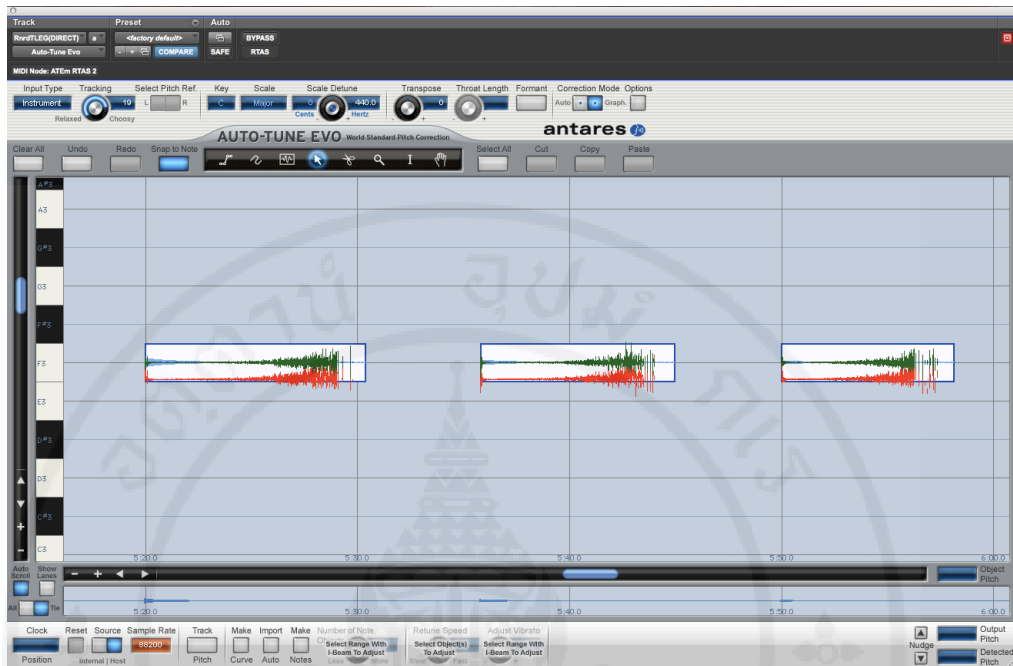 Track Preset Auto
RnrdTLEG(DIRECT) e <factory default> BYPASS
Auto-Tune Evo - + COMPARE SAFE RTAS
MIDI Node: ATEm RTAS 2
Input Type Tracking Select Pitch Ref. Key Scale Scale Detune Transpose Throat Length Formant Correction Mode Options
Instrument 19 L R C Major 0 440.0 0 Auto Graph.
Relaxed Choosy Cents - + Hertz - + - +
AUTO-TUNE EVO World Standard Pitch Correction antares
Clear All Undo Redo Snap to Note Select All Cut Copy Paste
A#3
A3
G#3
G3
F#3
F3
E3
D#3
D3
C#3
C3
5:20.0 5:30.0 5:40.0 5:50.0 6:00.0
Auto Scroll Show Lanes - + Object Pitch
All Tie 5:20.0 5:30.0 5:40.0 5:50.0 6:00.0
Clock Reset Source Sample Rate Track Make Import Make Number of Note Objects Retune Speed Adjust Vibrato Output Pitch
88200 Select Range With I-Beam To Adjust Select Object(s) To Adjust Select Range With I-Beam To Adjust Nudge
Position Internal | Host Pitch Curve Auto Notes Less More Slow Fast - + Detected Pitch